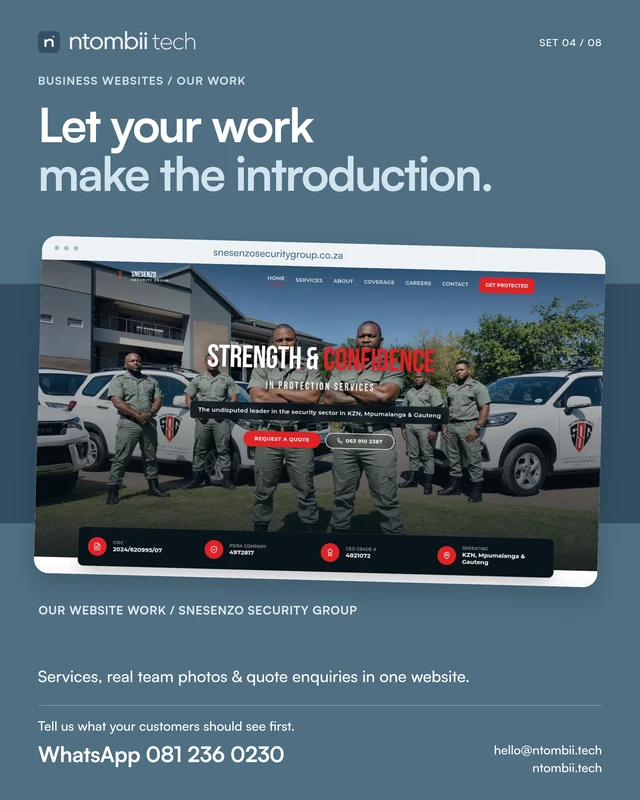 ntombii tech
SET 04 / 08
BUSINESS WEBSITES / OUR WORK
Let your work
make the introduction.
snesenzosecuritygroup.co.za
SNESENZO
SECURITY GROUP
HOME SERVICES ABOUT COVERAGE CAREERS CONTACT GET PROTECTED
STRENGTH & CONFIDENCE
IN PROTECTION SERVICES
The undisputed leader in the security sector in KZN, Mpumalanga & Gauteng
REQUEST A QUOTE 063 910 2387
CIPC
2024/620995/07
PSIRA COMPANY
4972817
CEO GRADE A
4821072
OPERATING
KZN, Mpumalanga &
Gauteng
OUR WEBSITE WORK / SNESENZO SECURITY GROUP
Services, real team photos & quote enquiries in one website.
Tell us what your customers should see first.
WhatsApp 081 236 0230
hello@ntombii.tech
ntombii.tech